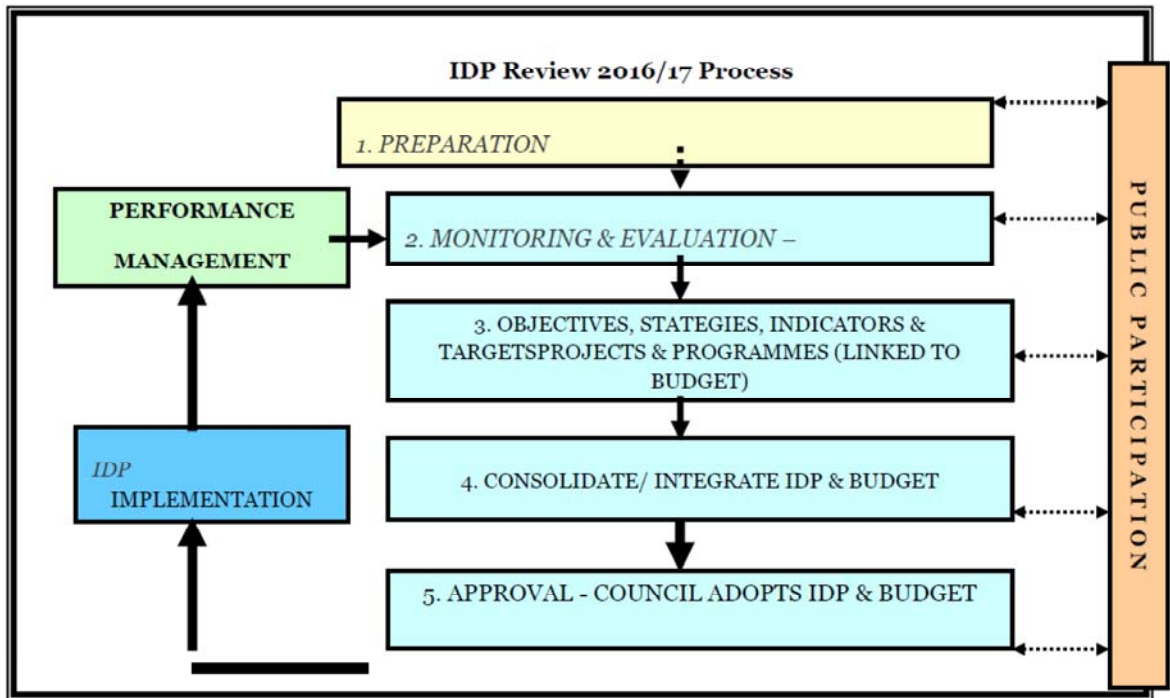 IDP Review 2016/17 Process
1. PREPARATION
PERFORMANCE
MANAGEMENT
2. MONITORING & EVALUATION –
3. OBJECTIVES, STATEGIES, INDICATORS &
TARGETSPROJECTS & PROGRAMMES (LINKED TO
BUDGET)
IDP
IMPLEMENTATION
4. CONSOLIDATE/ INTEGRATE IDP & BUDGET
5. APPROVAL - COUNCIL ADOPTS IDP & BUDGET
PUBLIC PARTICIPATION